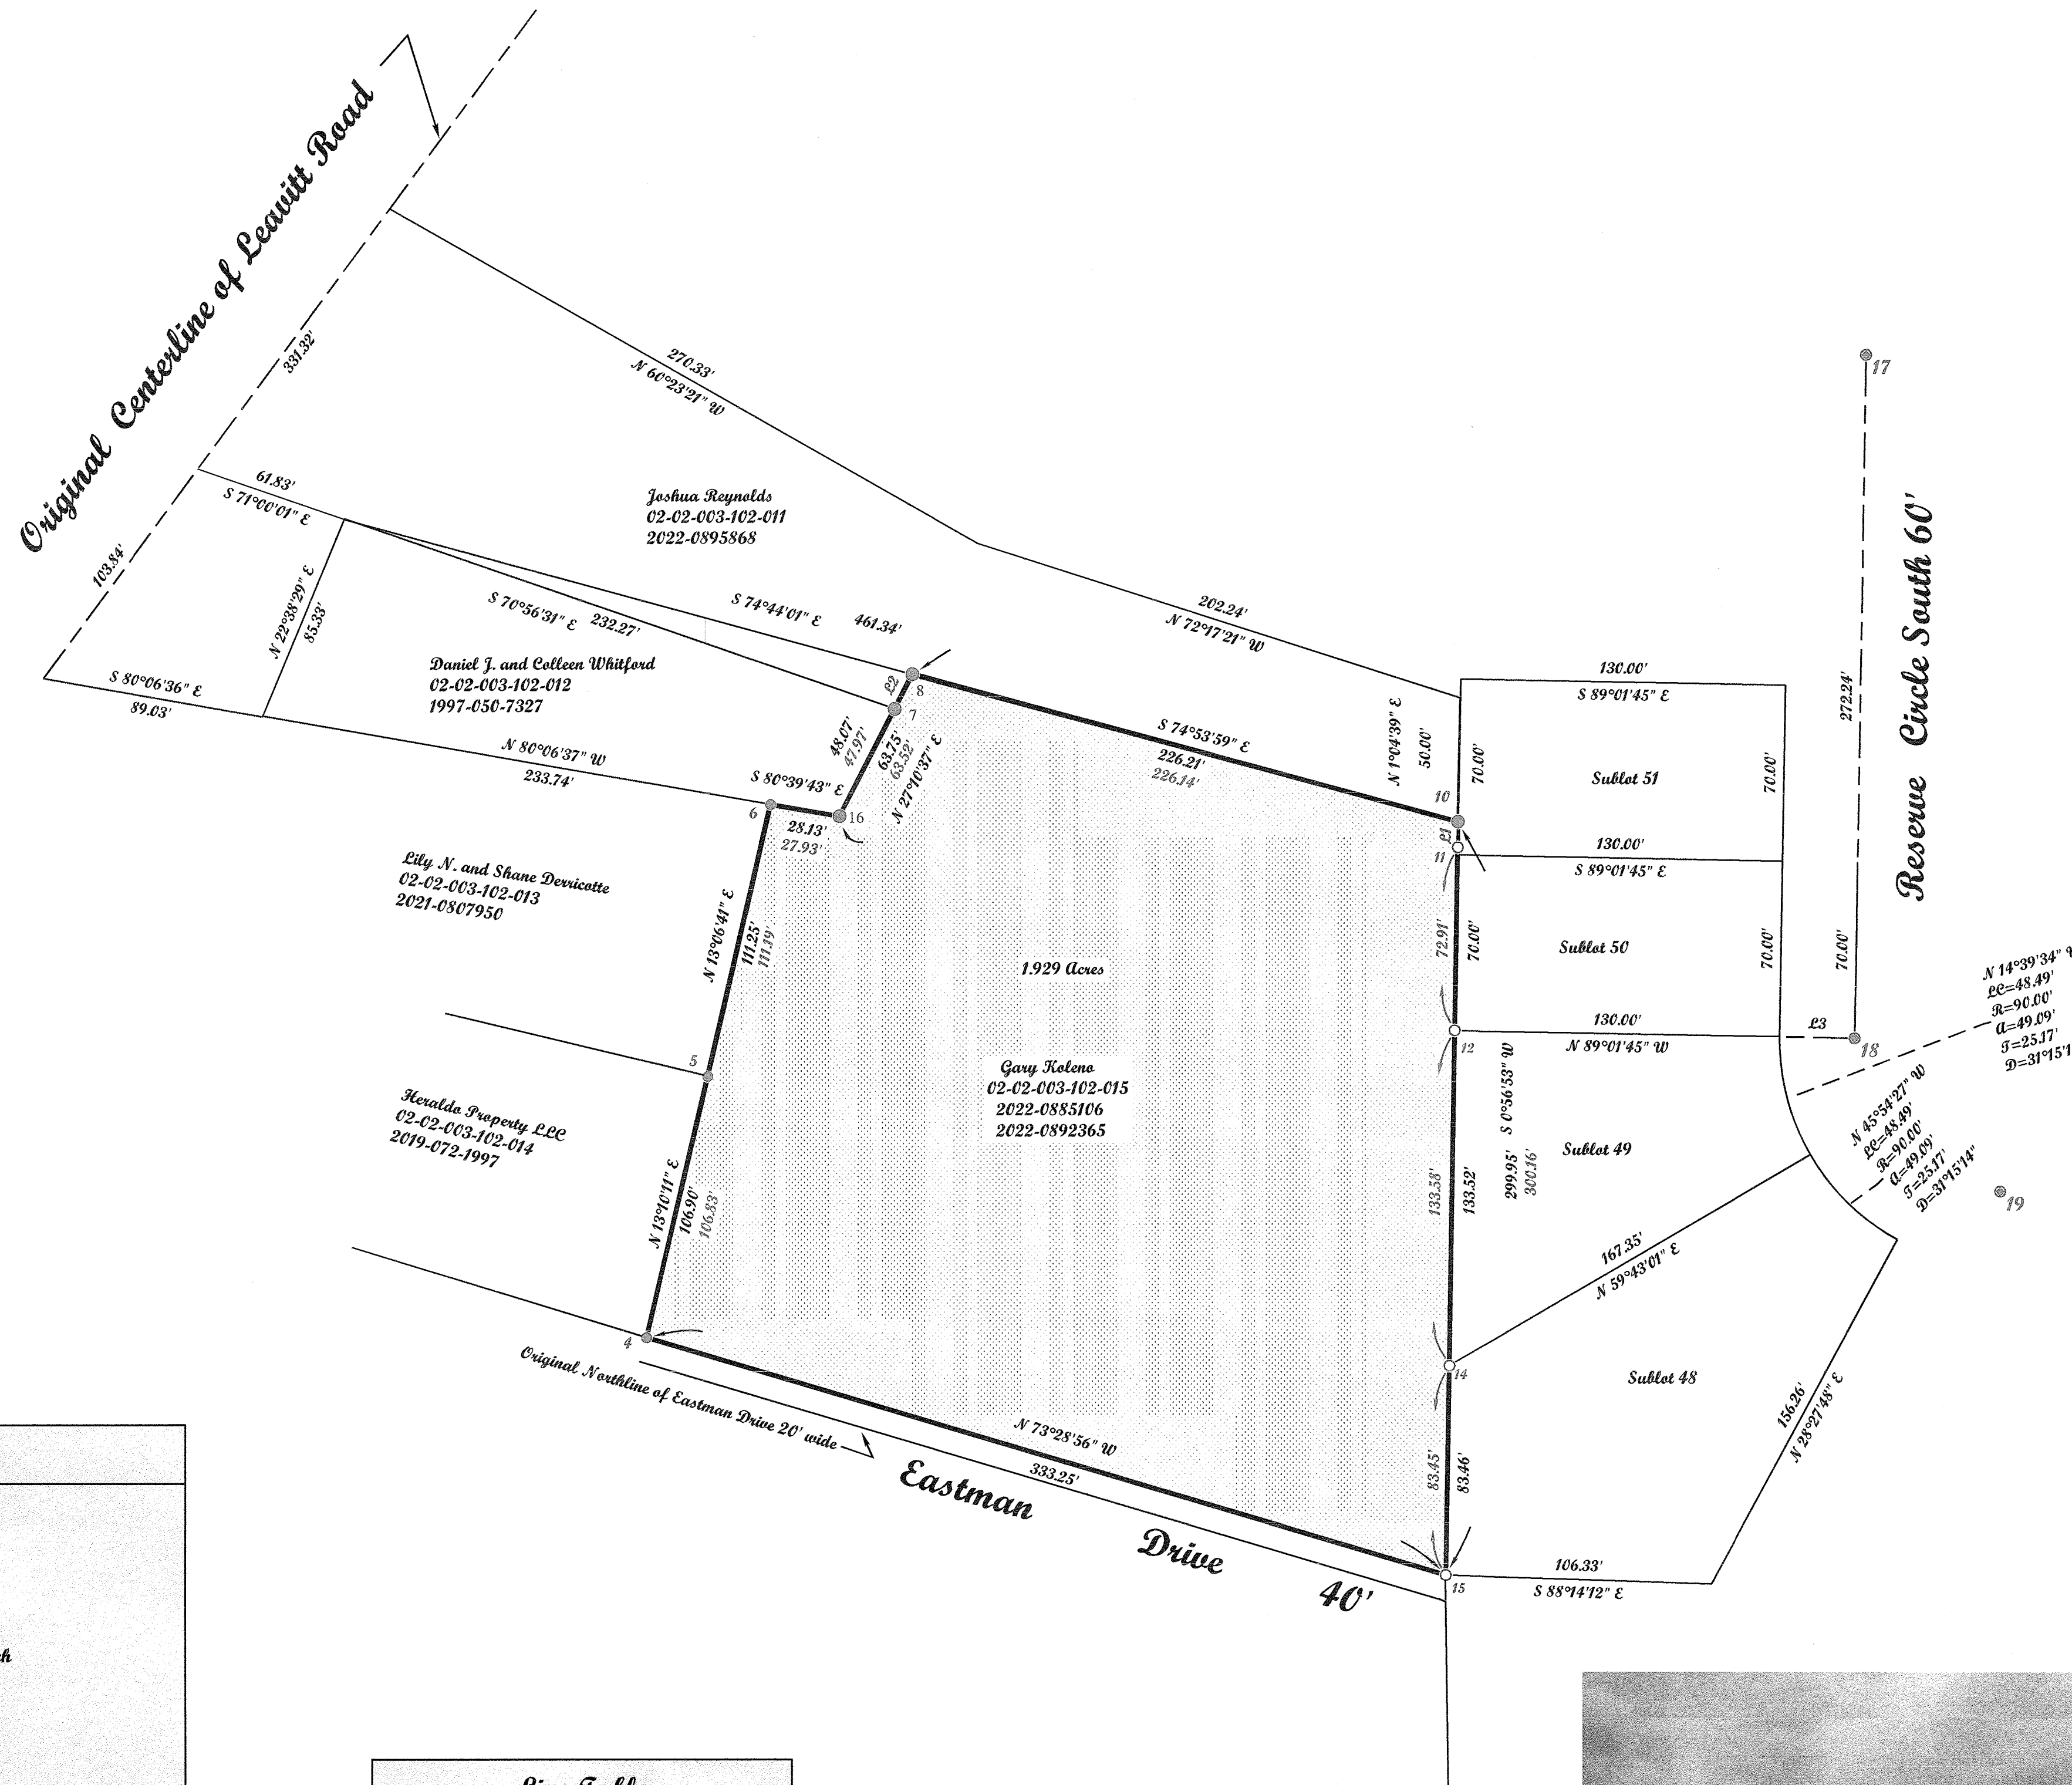 Original Centerline of Leavitt Road
331.32'
103.84'
270.33'
N 60°23'21" W
61.83'
S 71°00'01" E
Joshua Reynolds
02-02-003-102-011
2022-0895868
N 22°38'29" E
85.33'
S 70°56'31" E 232.27'
S 74°44'01" E 461.34'
202.24'
N 72°17'21" W
S 80°06'36" E
89.03'
Daniel J. and Colleen Whitford
02-02-003-102-012
1997-050-7327
N 80°06'37" W
233.74'
L2
8
7
48.07'
47.97'
63.75'
63.52'
N 27°10'37" E
S 80°39'43" E
28.13'
27.93'
6
16
S 74°53'59" E
226.21'
226.14'
N 1°04'39" E
50.00'
10
L1
11
70.00'
130.00'
S 89°01'45" E
Sublot 51
70.00'
130.00'
S 89°01'45" E
272.24'
17
Reserve Circle South 60'
Lily N. and Shane Derricotte
02-02-003-102-013
2021-0807950
N 13°06'41" E
111.25'
111.19'
1.929 Acres
72.91'
70.00'
Sublot 50
70.00'
70.00'
130.00'
N 89°01'45" W
12
L3
18
N 14°39'34"
LC=48.49'
R=90.00'
A=49.09'
T=25.17'
D=31°15'1
5
Heraldo Property LLC
02-02-003-102-014
2019-072-1997
Gary Koleno
02-02-003-102-015
2022-0885106
2022-0892365
N 13°10'11" E
106.90'
106.83'
133.53'
133.52'
S 0°56'53" W
299.95'
300.16'
Sublot 49
N 45°54'27" W
LC=48.49'
R=90.00'
A=49.09'
T=25.17'
D=31°15'14"
19
167.35'
N 59°43'01" E
4
14
Sublot 48
156.26'
N 28°27'48" E
Original Northline of Eastman Drive 20' wide
N 73°28'56" W
333.25'
83.45'
83.46'
Eastman Drive 40'
15
106.33'
S 88°14'12" E